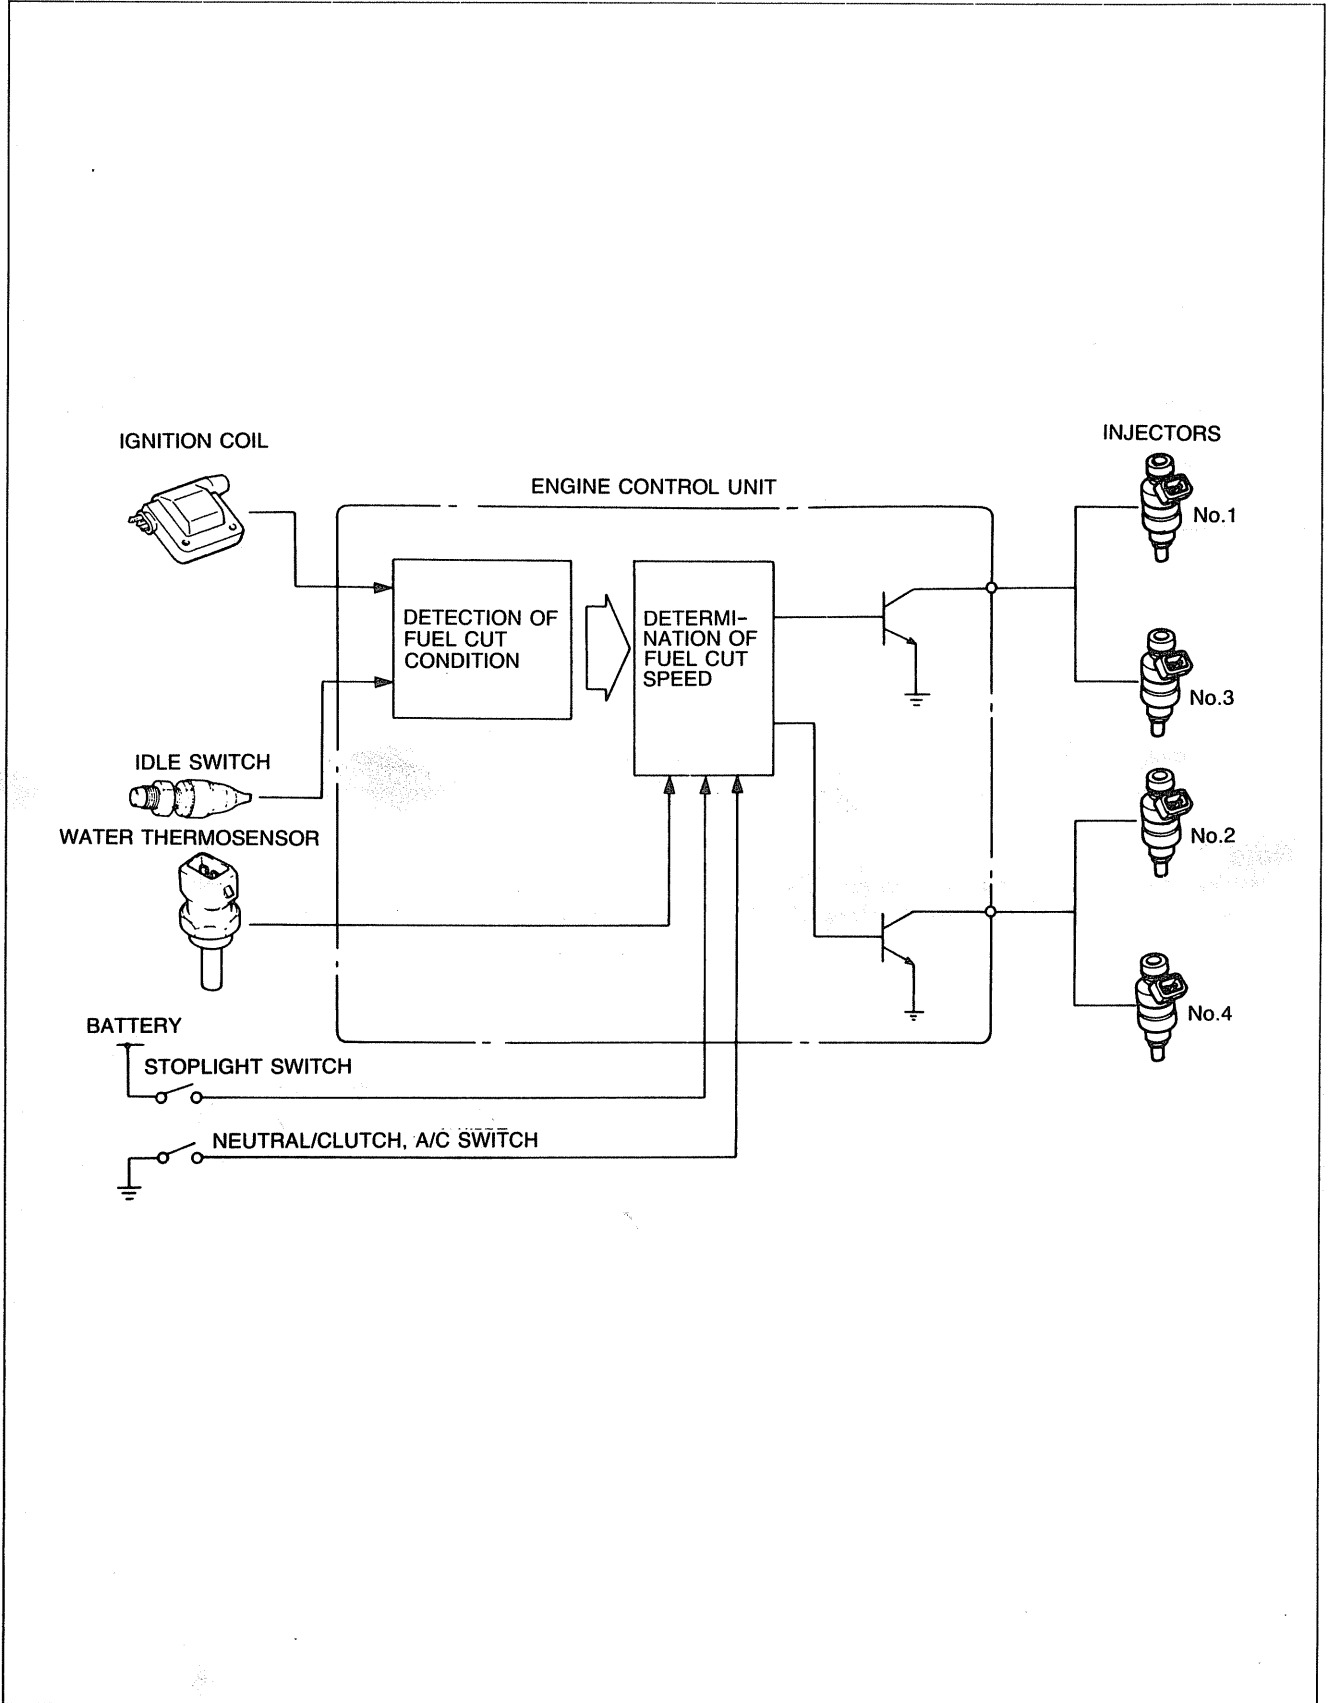 IGNITION COIL
INJECTORS
ENGINE CONTROL UNIT
No.1
DETECTION OF
FUEL CUT
CONDITION
DETERMI-
NATION OF
FUEL CUT
SPEED
No.3
IDLE SWITCH
WATER THERMOSENSOR
No.2
BATTERY
No.4
STOPLIGHT SWITCH
NEUTRAL/CLUTCH, A/C SWITCH